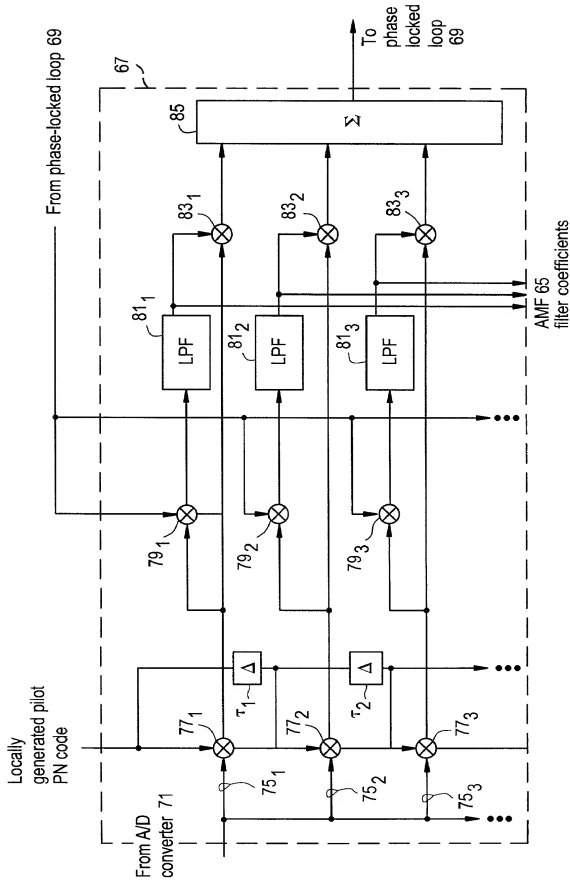 From phase-locked loop 69
67
To
phase
locked
loop
69
85
Σ
83₁
83₂
83₃
81₁
LPF
81₂
LPF
81₃
LPF
AMF 65
filter coefficients
79₁
79₂
79₃
Locally
generated pilot
PN code
Δ
τ₁
Δ
τ₂
77₁
77₂
77₃
75₁
75₂
75₃
From A/D
converter 71